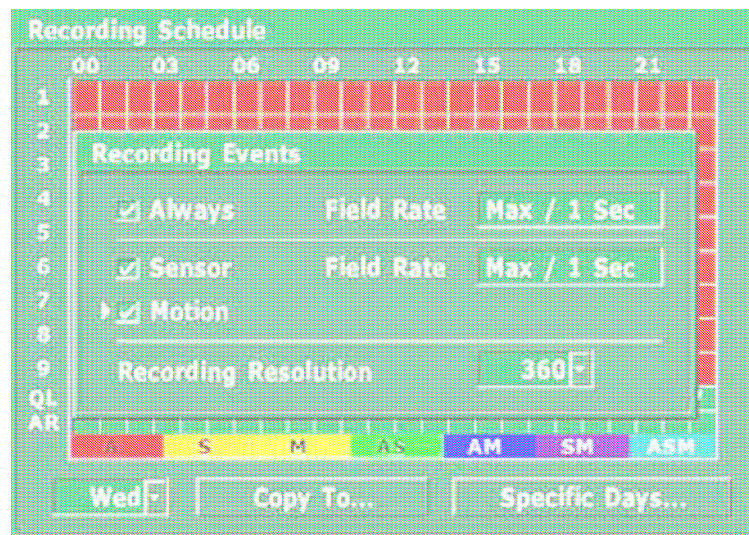 Recording Schedule
00 03 06 09 12 15 18 21
1
2
Recording Events
3
4
Always Field Rate Max / 1 Sec
5
6
Sensor Field Rate Max / 1 Sec
7
Motion
8
9
Recording Resolution 360
QL
AR
A S M AS AM SM ASM
Wed Copy To... Specific Days...